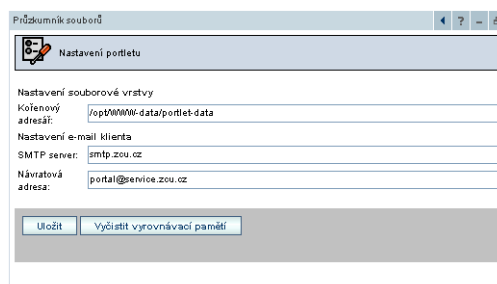 Průzkumník souborů
Nastavení portletu
Nastavení souborové vrstvy
Kořenový adresář: /opt/WWW-data/portlet-data
Nastavení e-mail klienta
SMTP server: smtp.zcu.cz
Návratová adresa: portal@service.zcu.cz
Uložit Vyčistit vyrovnávací pamětí